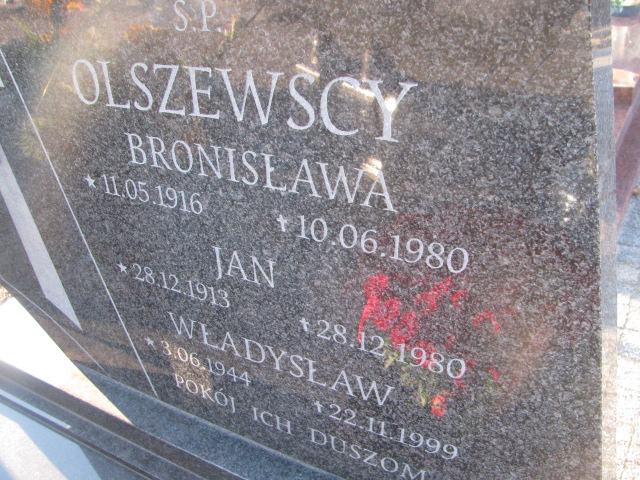 Ś.P.
OLSZEWSCY
BRONISŁAWA
* 11.05.1916 ✝ 10.06.1980
JAN
* 28.12.1913 ✝ 28.12.1980
WŁADYSŁAW
* 3.06.1944 ✝ 22.11.1999
POKÓJ ICH DUSZOM